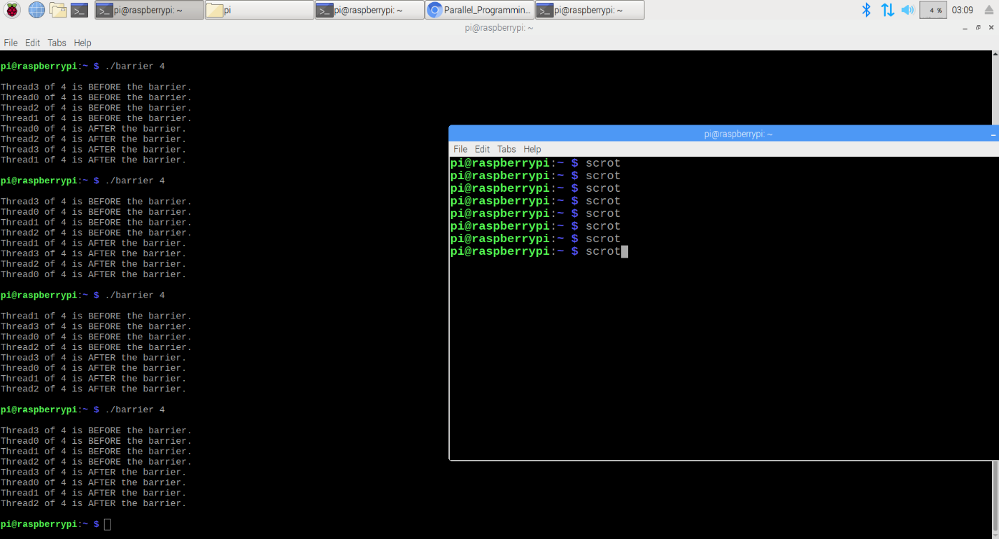 pi@raspberrypi: ~
pi
pi@raspberrypi: ~
Parallel_Programmin...
pi@raspberrypi: ~
4 %
03:09
pi@raspberrypi: ~
File Edit Tabs Help
pi@raspberrypi:~ $ ./barrier 4
Thread3 of 4 is BEFORE the barrier.
Thread0 of 4 is BEFORE the barrier.
Thread2 of 4 is BEFORE the barrier.
Thread1 of 4 is BEFORE the barrier.
Thread0 of 4 is AFTER the barrier.
Thread2 of 4 is AFTER the barrier.
Thread3 of 4 is AFTER the barrier.
Thread1 of 4 is AFTER the barrier.
pi@raspberrypi:~ $ ./barrier 4
Thread3 of 4 is BEFORE the barrier.
Thread0 of 4 is BEFORE the barrier.
Thread1 of 4 is BEFORE the barrier.
Thread2 of 4 is BEFORE the barrier.
Thread1 of 4 is AFTER the barrier.
Thread3 of 4 is AFTER the barrier.
Thread2 of 4 is AFTER the barrier.
Thread0 of 4 is AFTER the barrier.
pi@raspberrypi:~ $ ./barrier 4
Thread1 of 4 is BEFORE the barrier.
Thread3 of 4 is BEFORE the barrier.
Thread0 of 4 is BEFORE the barrier.
Thread2 of 4 is BEFORE the barrier.
Thread3 of 4 is AFTER the barrier.
Thread0 of 4 is AFTER the barrier.
Thread1 of 4 is AFTER the barrier.
Thread2 of 4 is AFTER the barrier.
pi@raspberrypi:~ $ ./barrier 4
Thread3 of 4 is BEFORE the barrier.
Thread0 of 4 is BEFORE the barrier.
Thread1 of 4 is BEFORE the barrier.
Thread2 of 4 is BEFORE the barrier.
Thread3 of 4 is AFTER the barrier.
Thread0 of 4 is AFTER the barrier.
Thread1 of 4 is AFTER the barrier.
Thread2 of 4 is AFTER the barrier.
pi@raspberrypi:~ $
pi@raspberrypi: ~
File Edit Tabs Help
pi@raspberrypi:~ $ scrot
pi@raspberrypi:~ $ scrot
pi@raspberrypi:~ $ scrot
pi@raspberrypi:~ $ scrot
pi@raspberrypi:~ $ scrot
pi@raspberrypi:~ $ scrot
pi@raspberrypi:~ $ scrot
pi@raspberrypi:~ $ scrot